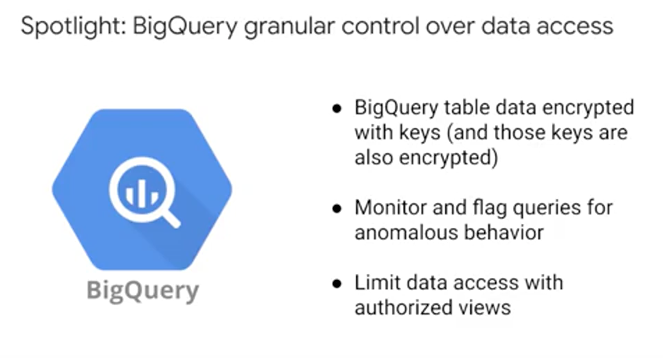 Spotlight: BigQuery granular control over data access
● BigQuery table data encrypted
with keys (and those keys are
also encrypted)
● Monitor and flag queries for
anomalous behavior
● Limit data access with
authorized views
BigQuery